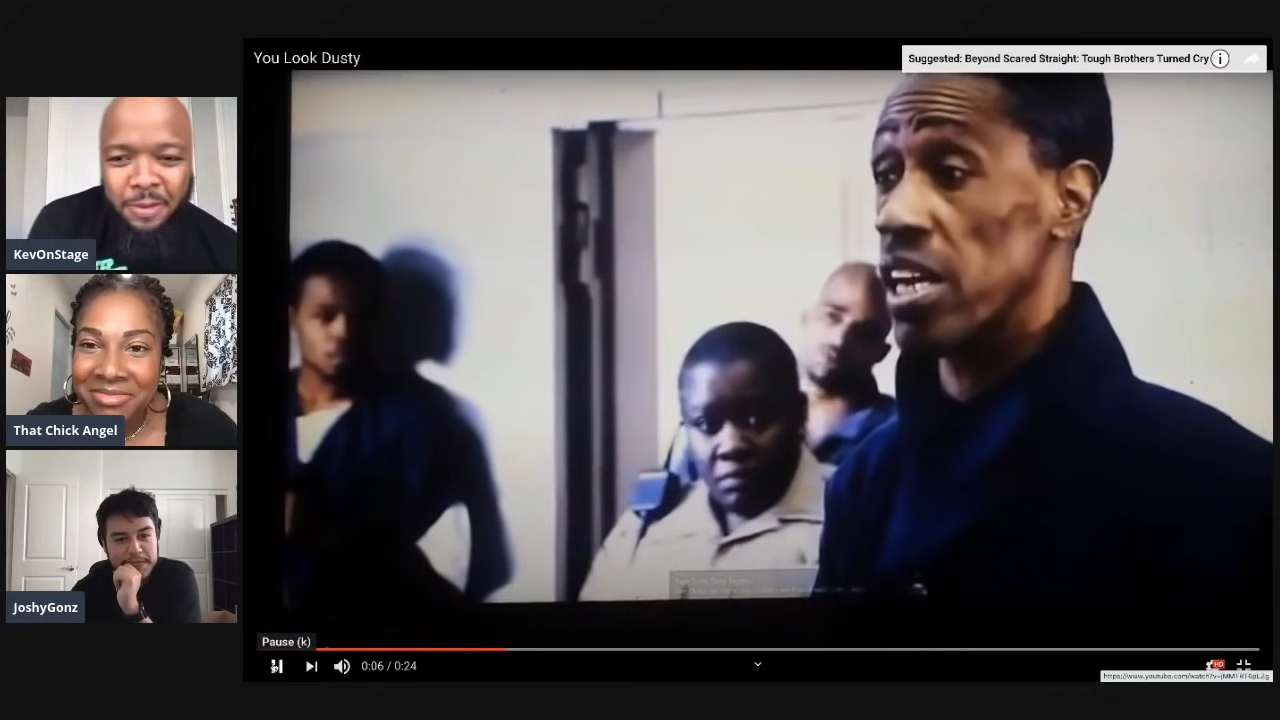 You Look Dusty
Suggested: Beyond Scared Straight: Tough Brothers Turned Cry
KevOnStage
That Chick Angel
JoshyGonz
Pause (k)
0:06 / 0:24
HD